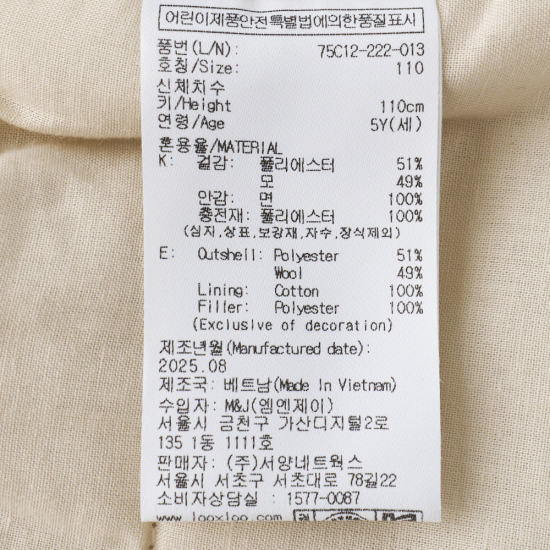 어린이제품안전특별법에의한품질표시
품번(L/N): 75C12-222-013
호칭/Size: 110
신체치수
키/Height 110cm
연령/Age 5Y(세)
혼용율/MATERIAL
K: 겉감: 폴리에스터 51%
모 49%
안감: 면 100%
충전재: 폴리에스터 100%
(심지,상표,보강재,자수,장식제외)
E: Outshell: Polyester 51%
Wool 49%
Lining: Cotton 100%
Filler: Polyester 100%
(Exclusive of decoration)
제조년월(Manufactured date):
2025.08
제조국: 베트남(Made In Vietnam)
수입자: M&J(엠엔제이)
서울시 금천구 가산디지털2로
135 1동 1111호
판매자: (주)서양네트웍스
서울시 서초구 서초대로 78길22
소비자상담실 : 1577-0087
www.looxloo.com